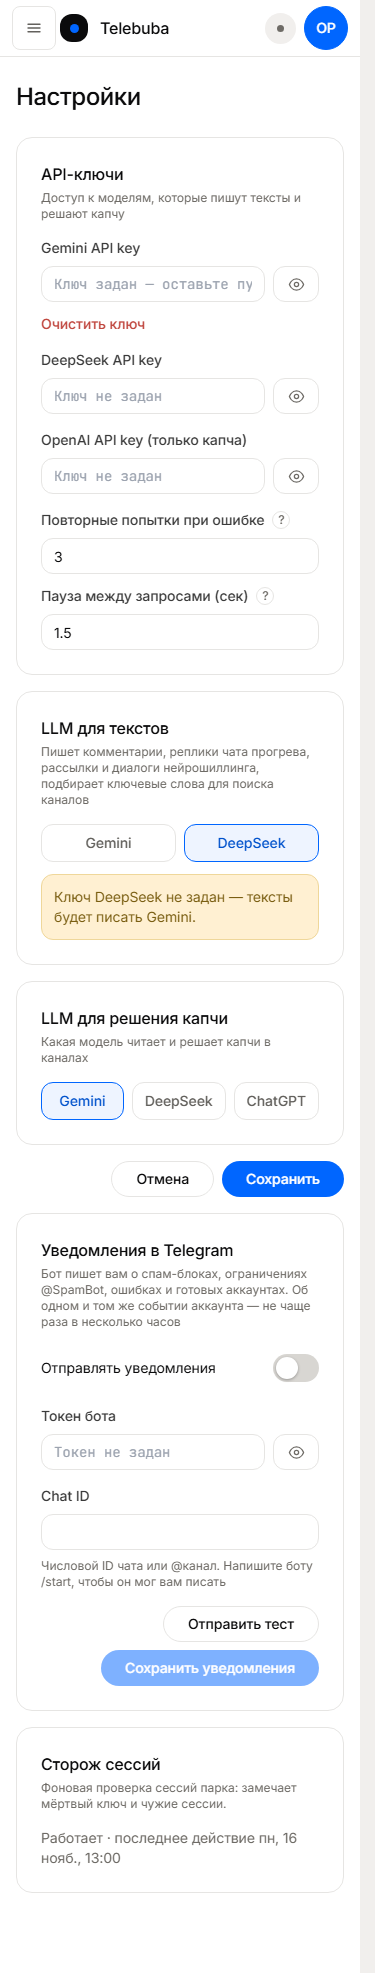 Telebuba
OP
Настройки
API-ключи
Доступ к моделям, которые пишут тексты и
решают капчу
Gemini API key
Ключ задан — оставьте пу
Очистить ключ
DeepSeek API key
Ключ не задан
OpenAI API key (только капча)
Ключ не задан
Повторные попытки при ошибке ?
3
Пауза между запросами (сек) ?
1.5
LLM для текстов
Пишет комментарии, реплики чата прогрева,
рассылки и диалоги нейрошиллинга,
подбирает ключевые слова для поиска
каналов
Gemini DeepSeek
Ключ DeepSeek не задан — тексты
будет писать Gemini.
LLM для решения капчи
Какая модель читает и решает капчи в
каналах
Gemini DeepSeek ChatGPT
Отмена Сохранить
Уведомления в Telegram
Бот пишет вам о спам-блоках, ограничениях
@SpamBot, ошибках и готовых аккаунтах. Об
одном и том же событии аккаунта — не чаще
раза в несколько часов
Отправлять уведомления
Токен бота
Токен не задан
Chat ID
Числовой ID чата или @канал. Напишите боту
/start, чтобы он мог вам писать
Отправить тест
Сохранить уведомления
Сторож сессий
Фоновая проверка сессий парка: замечает
мёртвый ключ и чужие сессии.
Работает · последнее действие пн, 16
нояб., 13:00